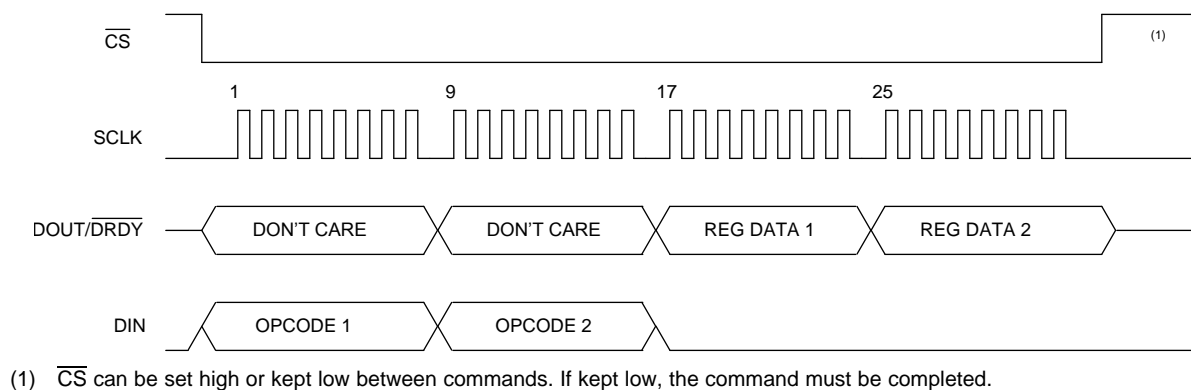 CS
(1)
1 9 17 25
SCLK
DOUT/DRDY DON'T CARE DON'T CARE REG DATA 1 REG DATA 2
DIN OPCODE 1 OPCODE 2
(1) CS can be set high or kept low between commands. If kept low, the command must be completed.